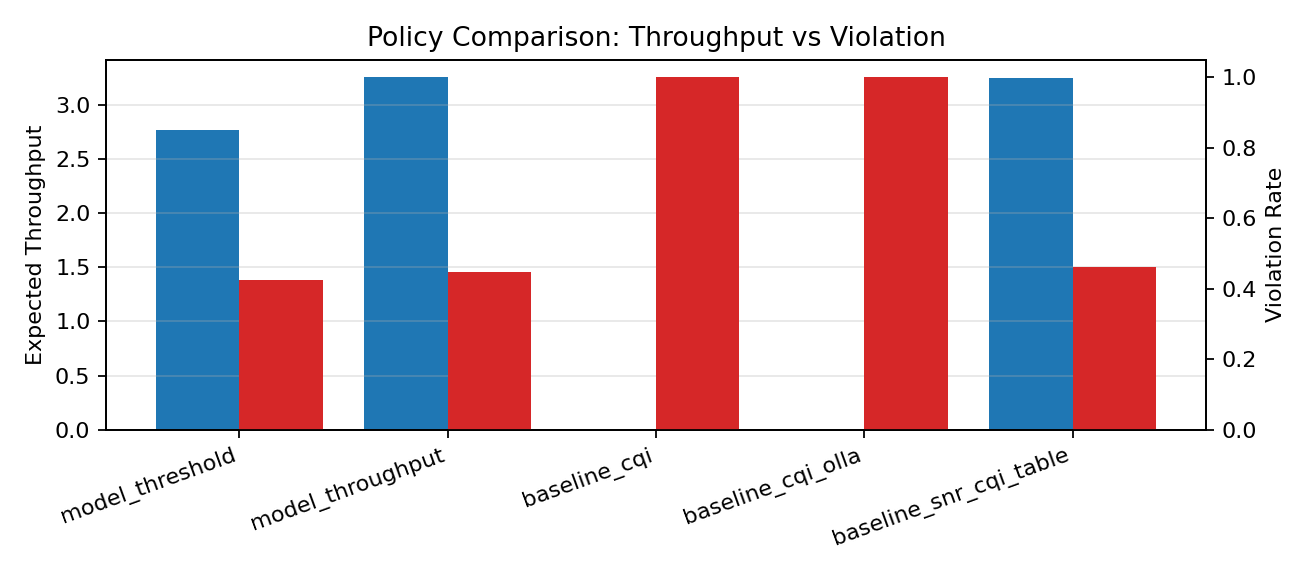 Policy Comparison: Throughput vs Violation
Expected Throughput
3.0
2.5
2.0
1.5
1.0
0.5
0.0
1.0
0.8
0.6
0.4
0.2
0.0
Violation Rate
model_threshold
model_throughput
baseline_cqi
baseline_cqi_olla
baseline_snr_cqi_table